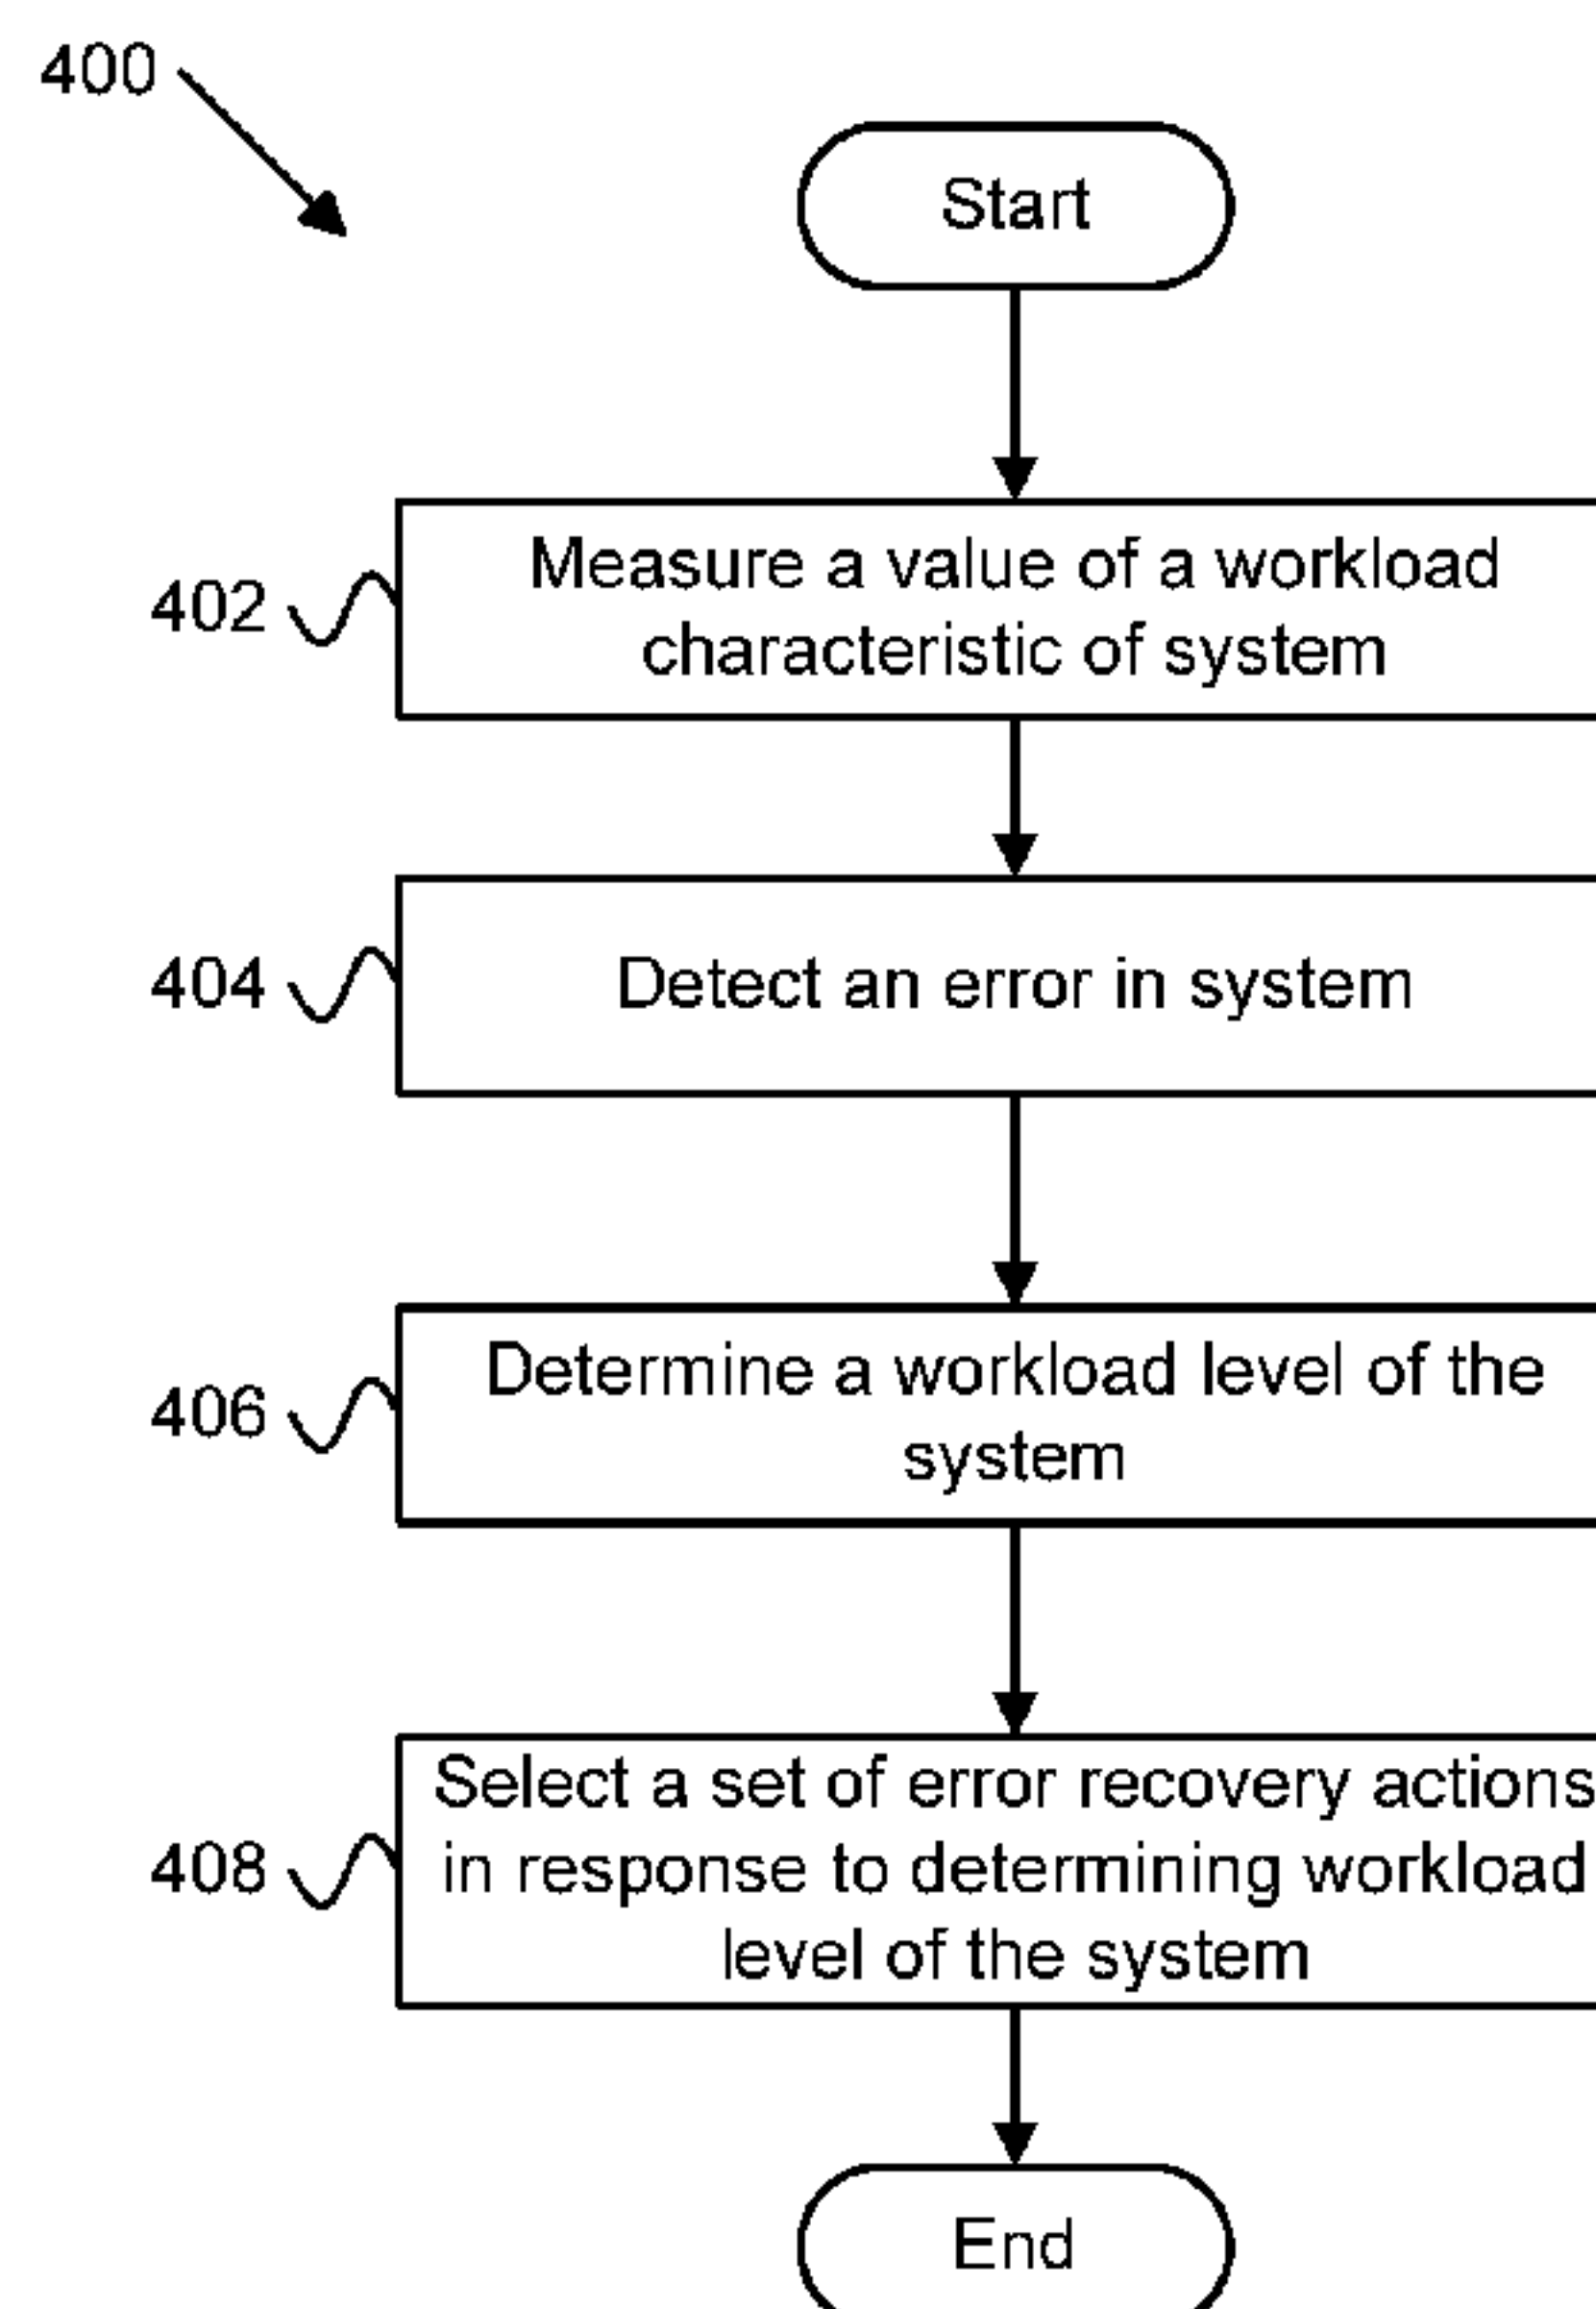 400
Start
402
Measure a value of a workload
characteristic of system
404
Detect an error in system
406
Determine a workload level of the
system
408
Select a set of error recovery actions
in response to determining workload
level of the system
End